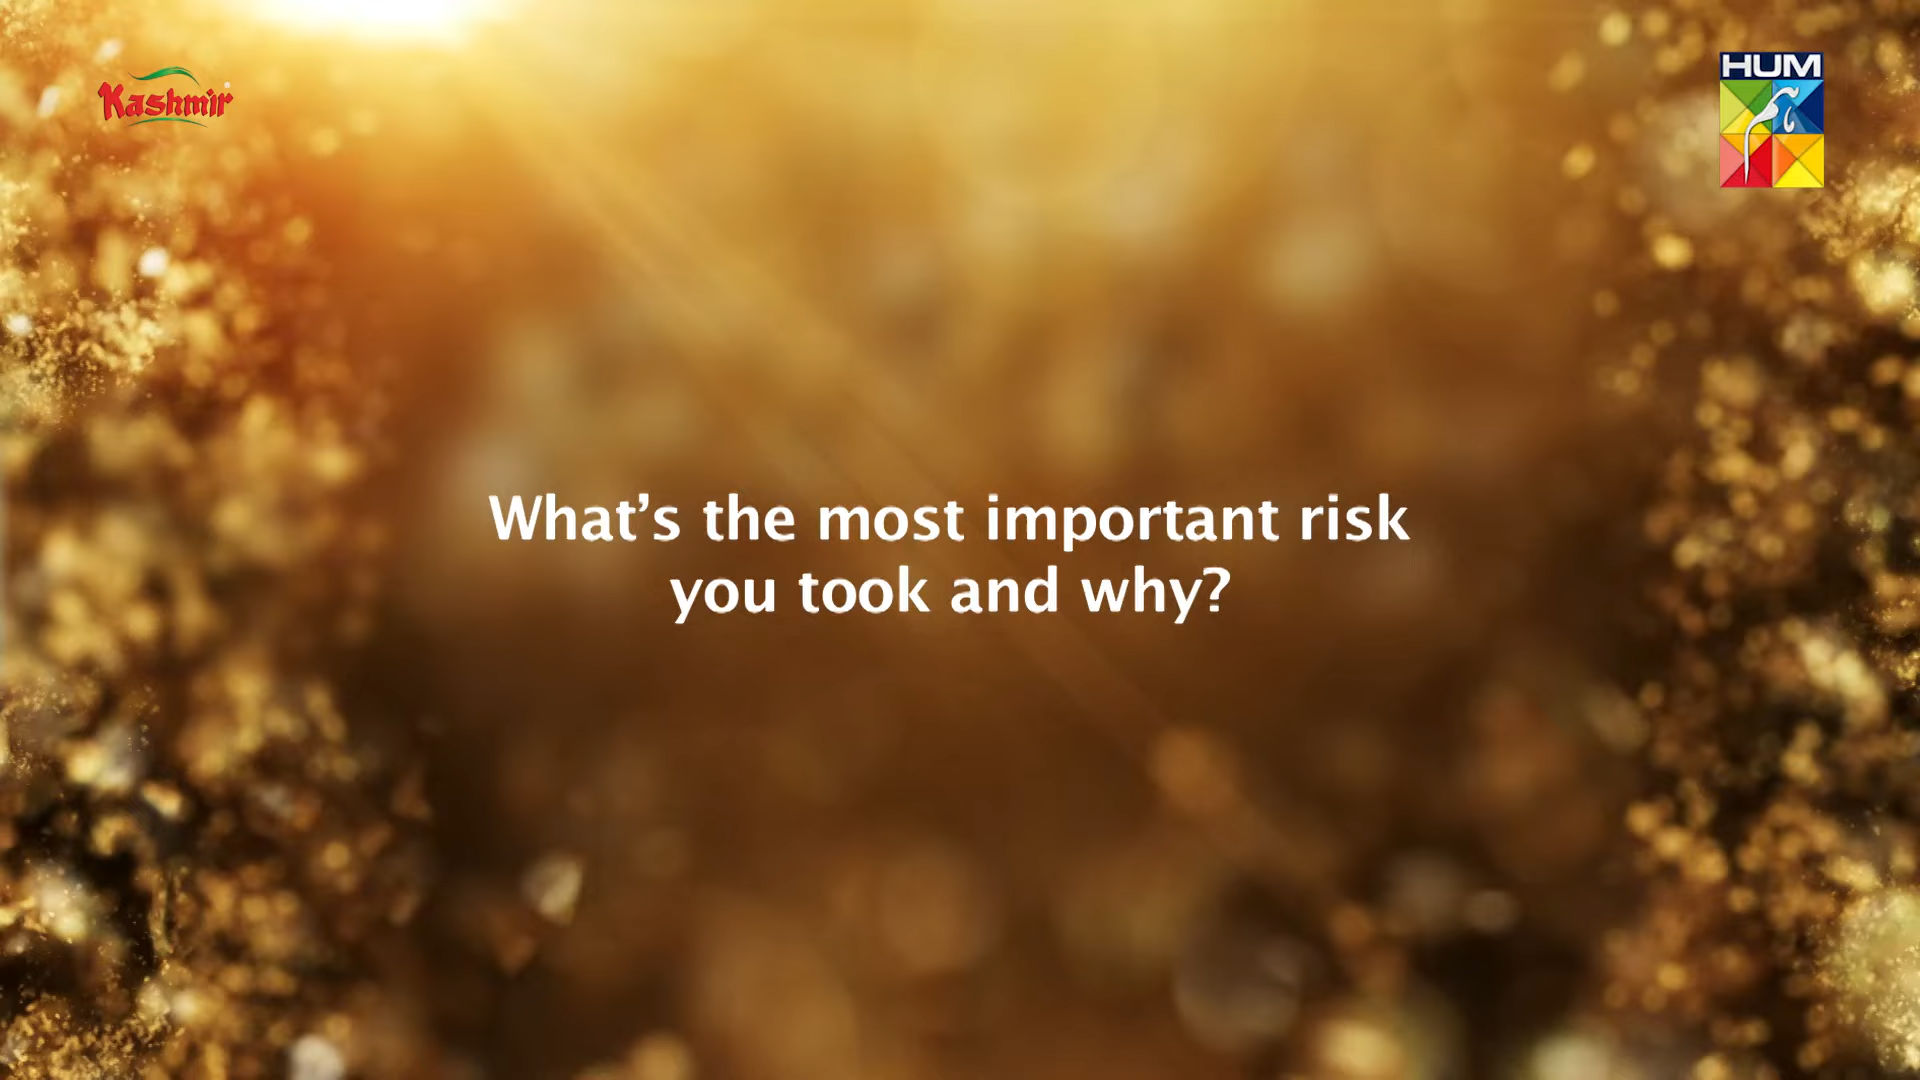 Kashmir
HUM
What's the most important risk
you took and why?